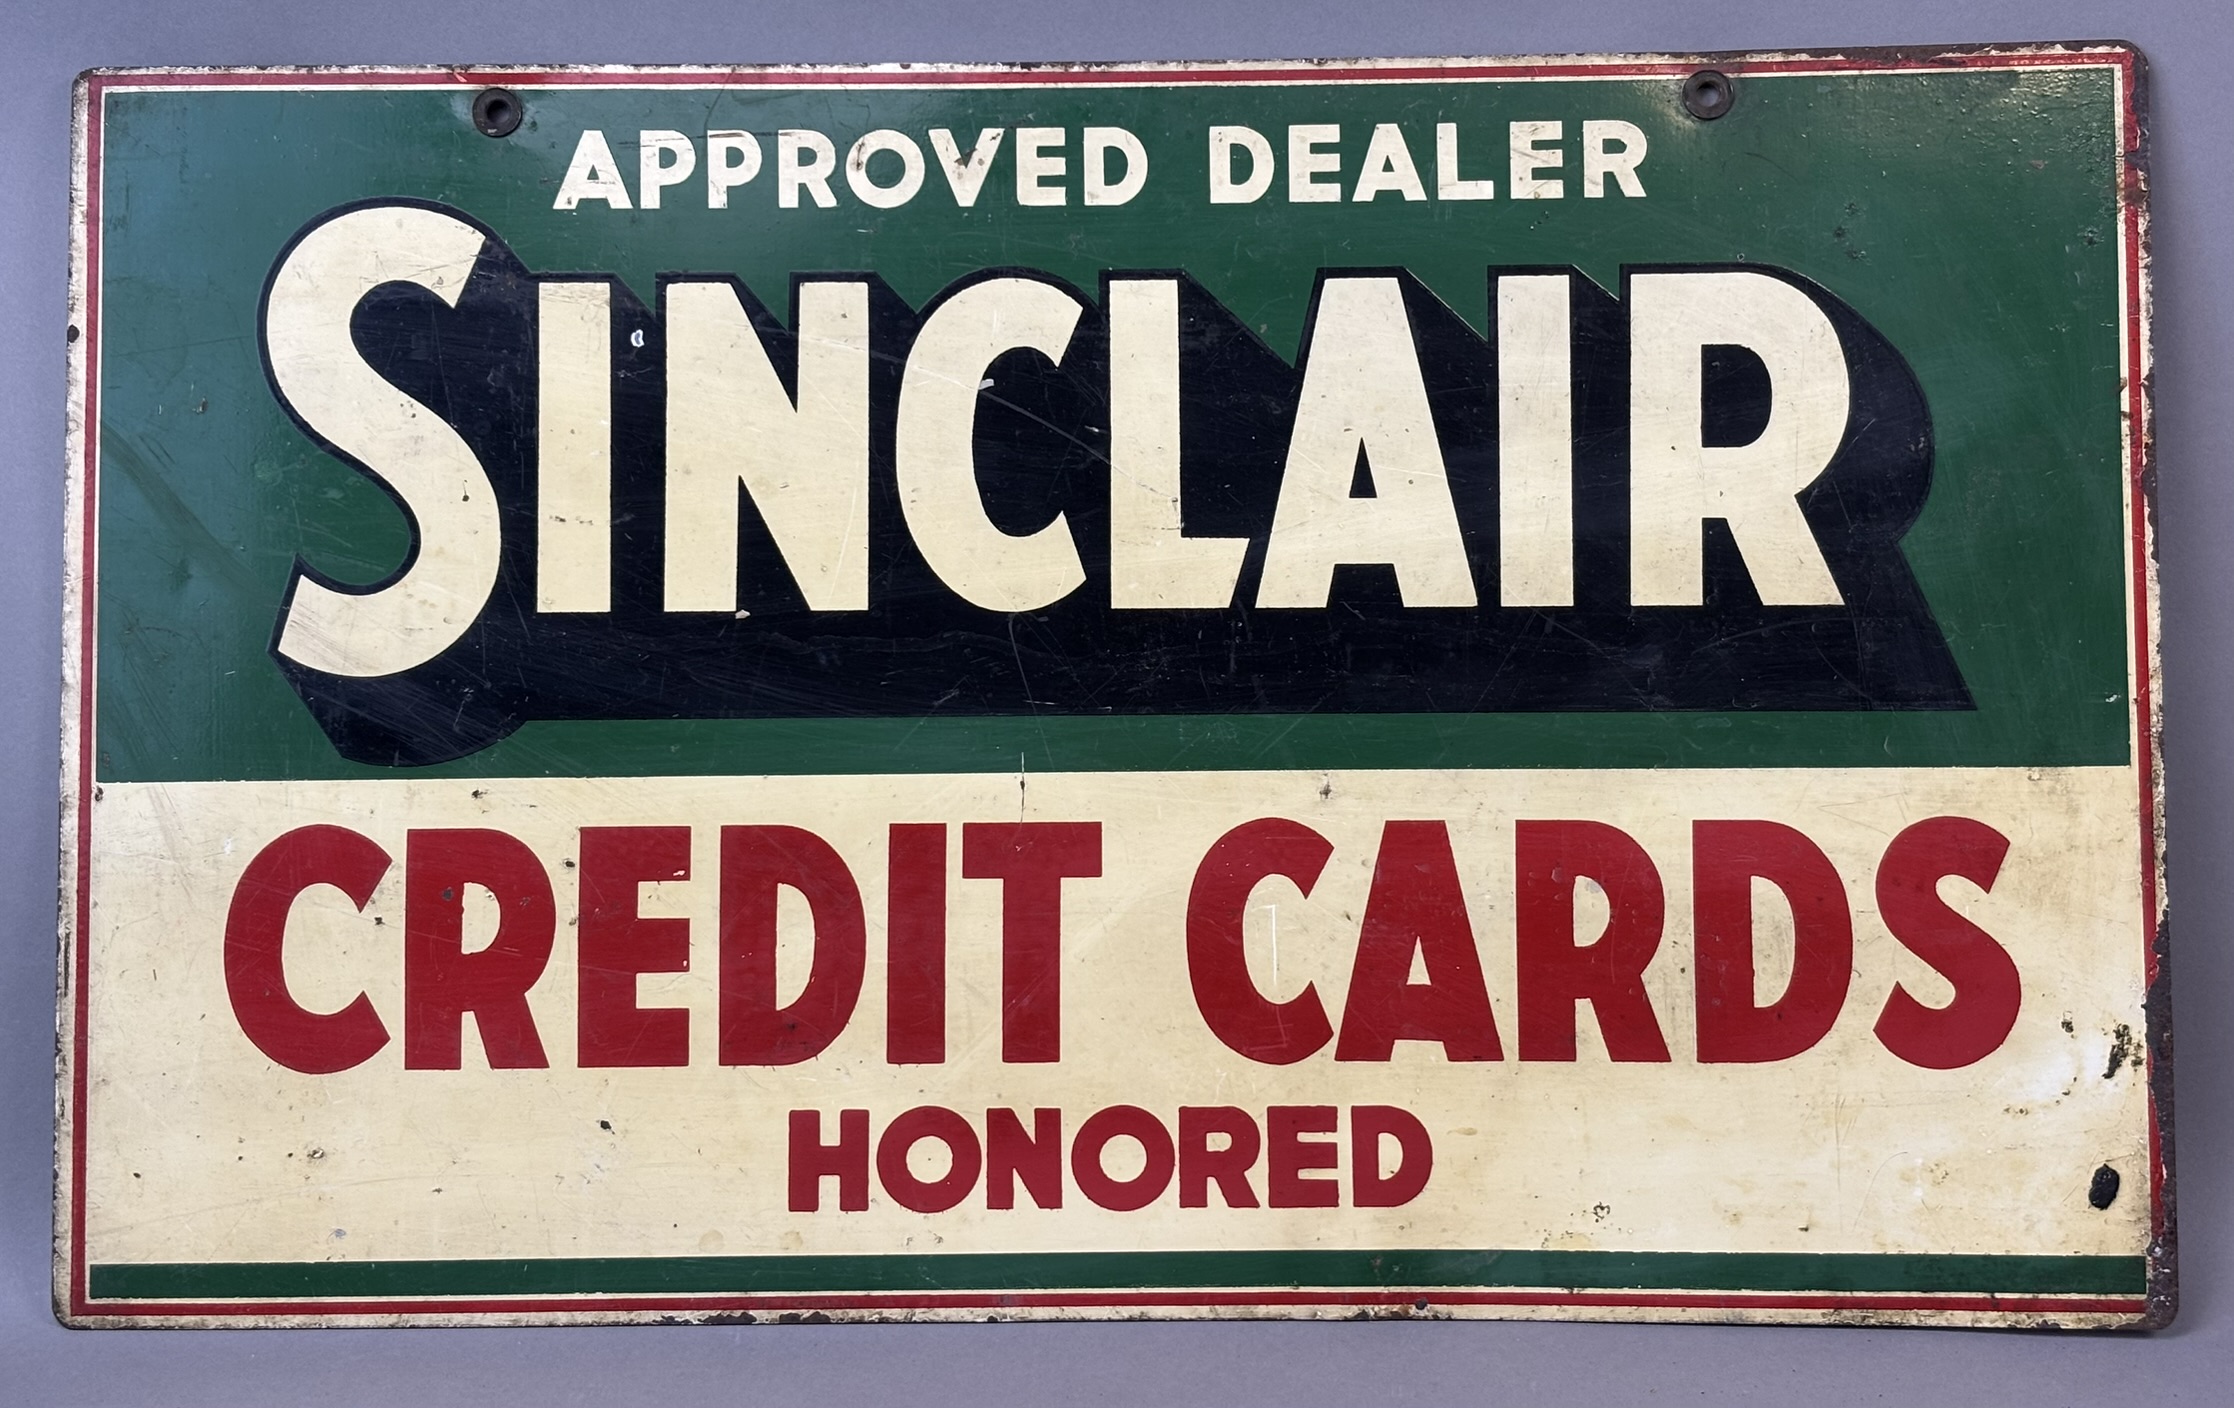 APPROVED DEALER
SINCLAIR
CREDIT CARDS
HONORED